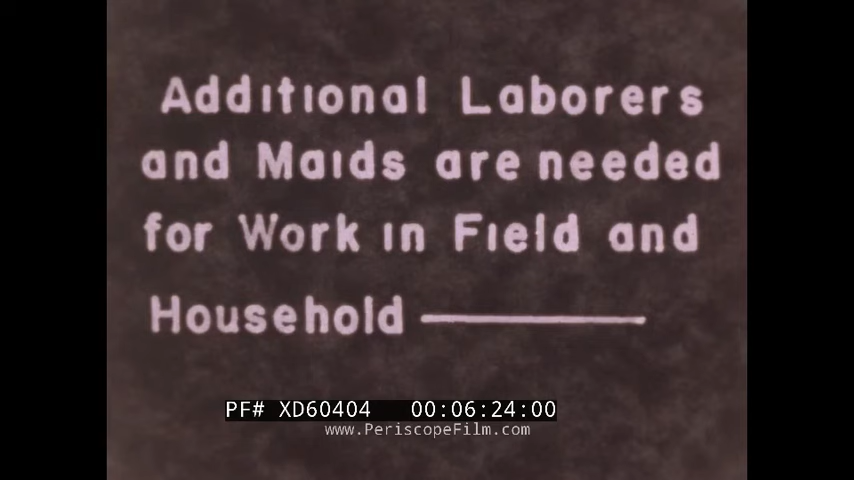 Additional Laborers
and Maids are needed
for Work in Field and
Household —
PF# XD60404 00:06:24:00
www.PeriscopeFilm.com